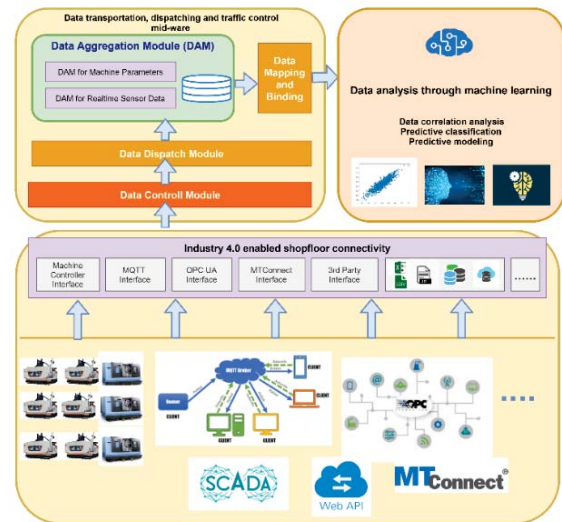 Data transportation, dispatching and traffic control
mid-ware
Data Aggregation Module (DAM)
DAM for Machine Parameters
DAM for Realtime Sensor Data
Data
Mapping
and
Binding
Data Dispatch Module
Data Controll Module
Data analysis through machine learning
Data correlation analysis
Predictive classification
Predictive modeling
Industry 4.0 enabled shopfloor connectivity
Machine
Controller
Interface
MQTT
Interface
OPC UA
Interface
MTConnect
Interface
3rd Party
Interface
......
MQTT Broker
CLIENT
CLIENT
CLIENT
CLIENT
CLIENT
OPC
SCADA
Web API
MTConnect®